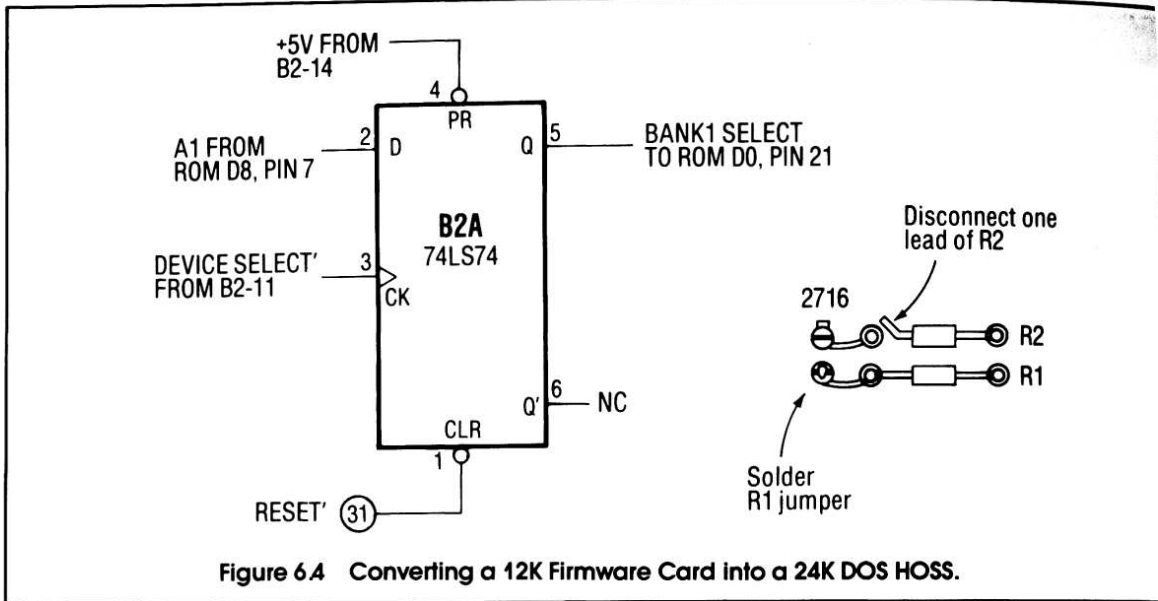 +5V FROM
B2-14
4
PR
A1 FROM
ROM D8, PIN 7
2
D
Q
5
BANK1 SELECT
TO ROM D0, PIN 21
B2A
74LS74
DEVICE SELECT'
FROM B2-11
3
CK
Q'
6
NC
CLR
1
RESET'
31
Disconnect one
lead of R2
2716
R2
R1
Solder
R1 jumper
Figure 6.4 Converting a 12K Firmware Card into a 24K DOS HOSS.